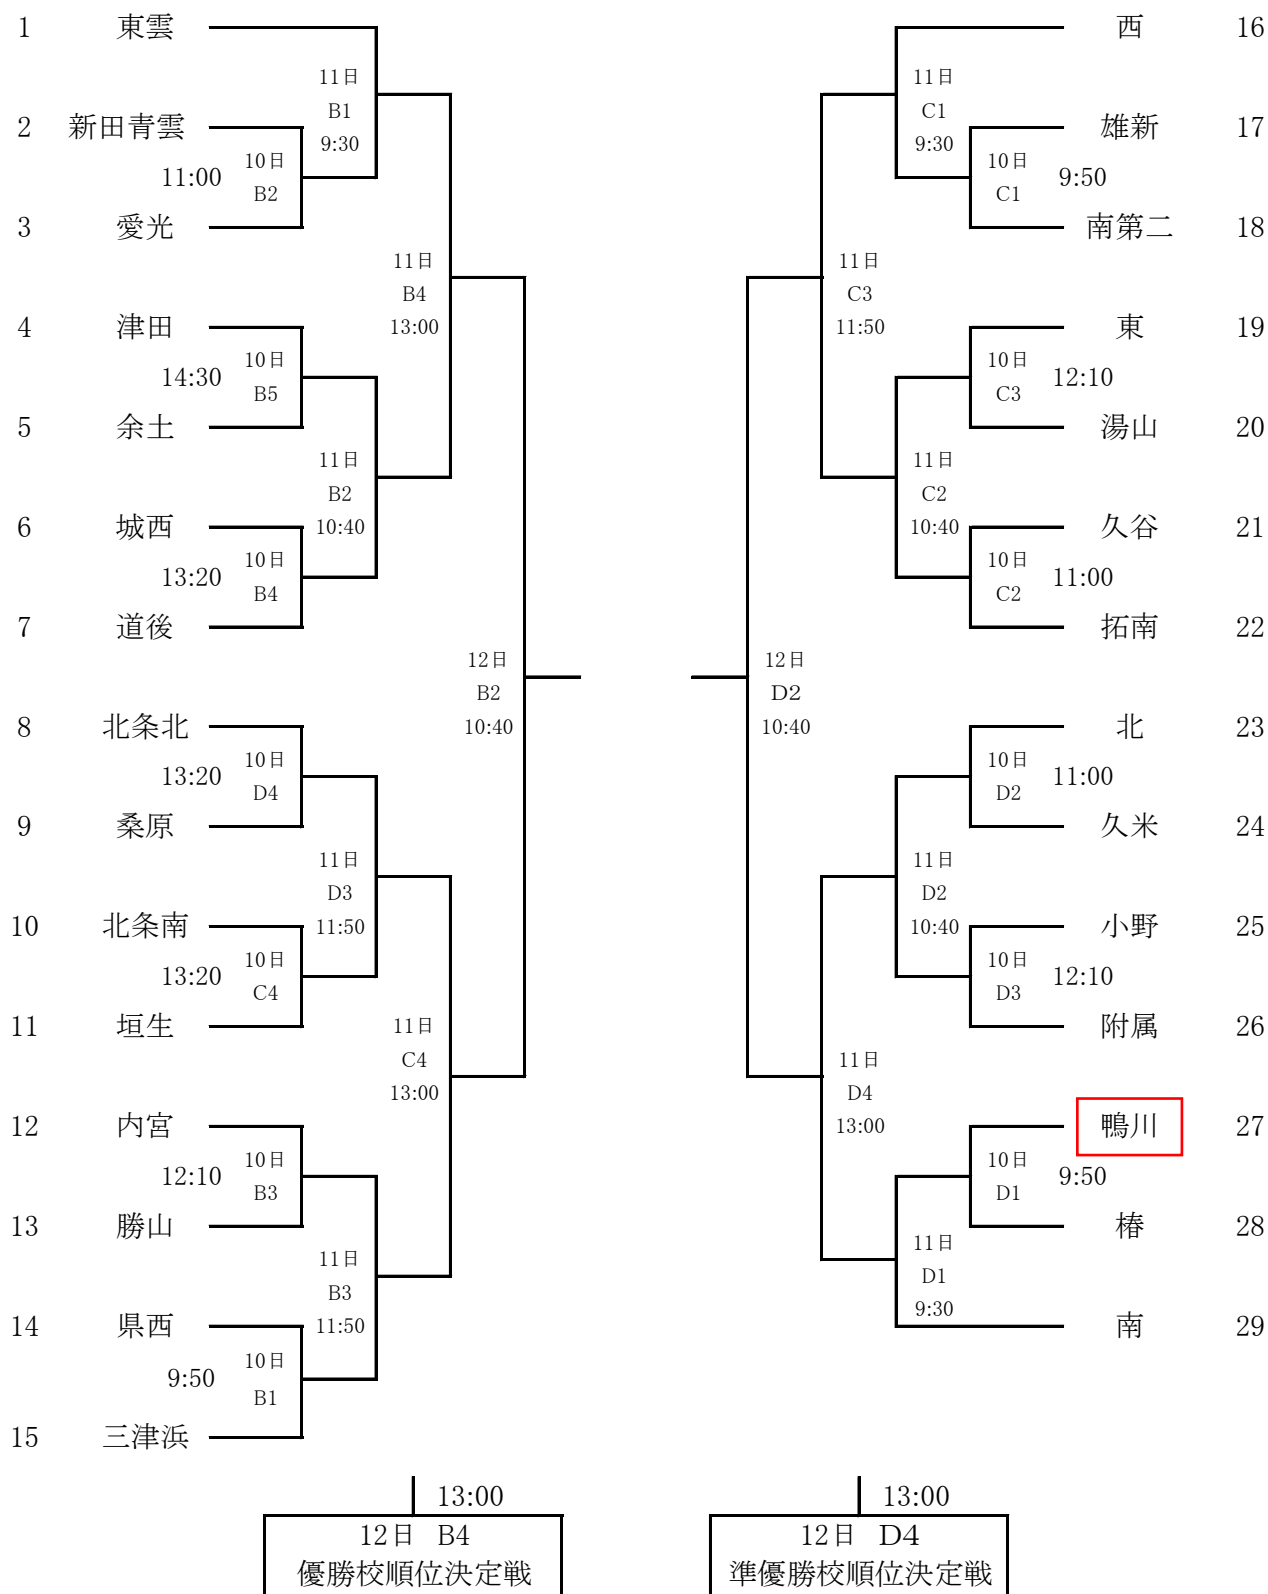 1 東雲
11日
B1
9:30
2 新田青雲
11:00
10日
B2
3 愛光
11日
B4
13:00
4 津田
14:30
10日
B5
5 余土
11日
B2
10:40
6 城西
13:20
10日
B4
7 道後
12日
B2
10:40
8 北条北
13:20
10日
D4
9 桑原
11日
D3
11:50
10 北条南
13:20
10日
C4
11 垣生
11日
C4
13:00
12 内宮
12:10
10日
B3
13 勝山
11日
B3
11:50
14 県西
9:50
10日
B1
15 三津浜
西 16
11日
C1
9:30
雄新 17
10日
C1
9:50
南第二 18
11日
C3
11:50
東 19
10日
C3
12:10
湯山 20
11日
C2
10:40
久谷 21
10日
C2
11:00
拓南 22
12日
D2
10:40
北 23
10日
D2
11:00
久米 24
11日
D2
10:40
小野 25
10日
D3
12:10
附属 26
11日
D4
13:00
鴨川 27
10日
D1
9:50
椿 28
11日
D1
9:30
南 29
13:00
12日 B4
優勝校順位決定戦
13:00
12日 D4
準優勝校順位決定戦